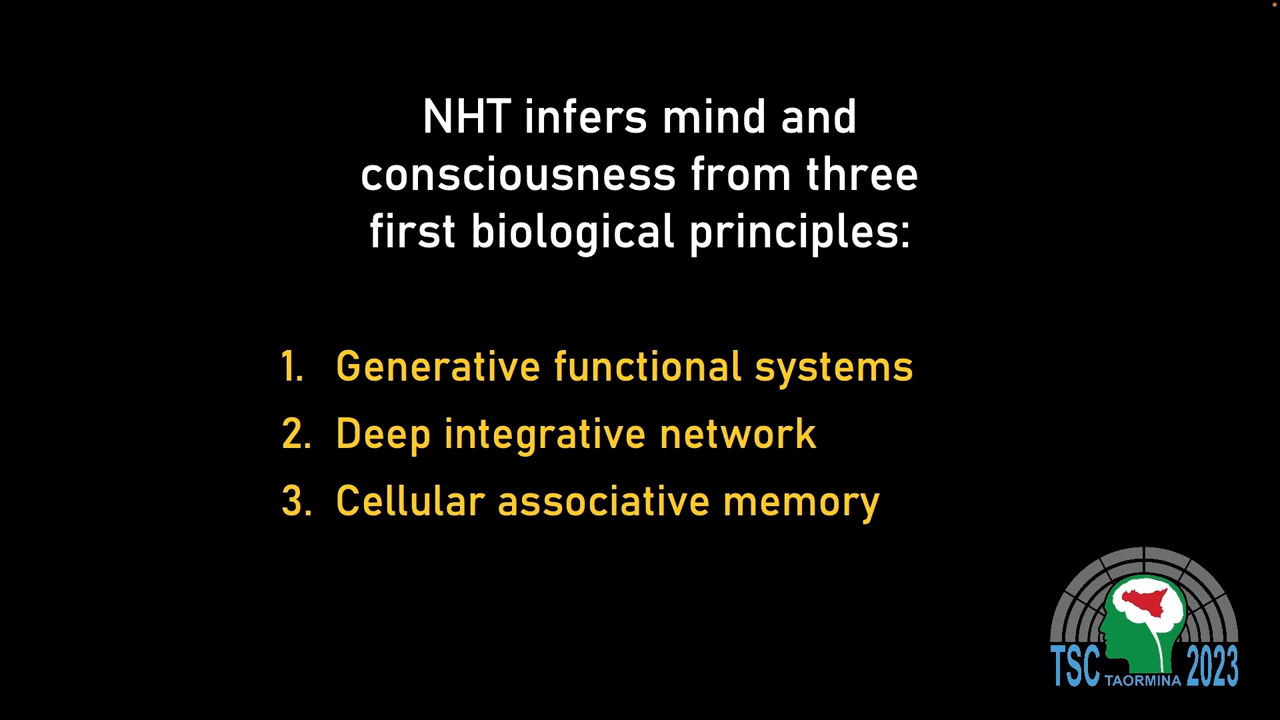 NHT infers mind and
consciousness from three
first biological principles:
1. Generative functional systems
2. Deep integrative network
3. Cellular associative memory
TSC TAORMINA 2023